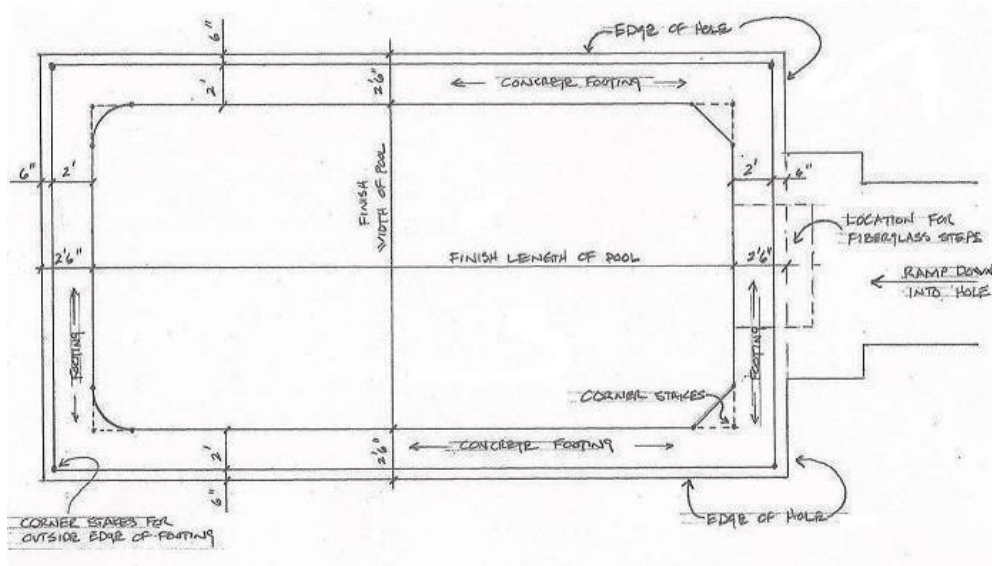 EDGE OF HOLE
6"
2'
2'6"
CONCRETE FOOTING
6"
2'
2'
6"
FINISH
WIDTH OF POOL
LOCATION FOR
FIBERGLASS STEPS
2'6"
FINISH LENGTH OF POOL
2'6"
RAMP DOWN
INTO HOLE
FOOTING
FOOTING
CORNER STAKES
2'
2'6"
CONCRETE FOOTING
6"
EDGE OF HOLE
CORNER STAKES FOR
OUTSIDE EDGE OF FOOTING